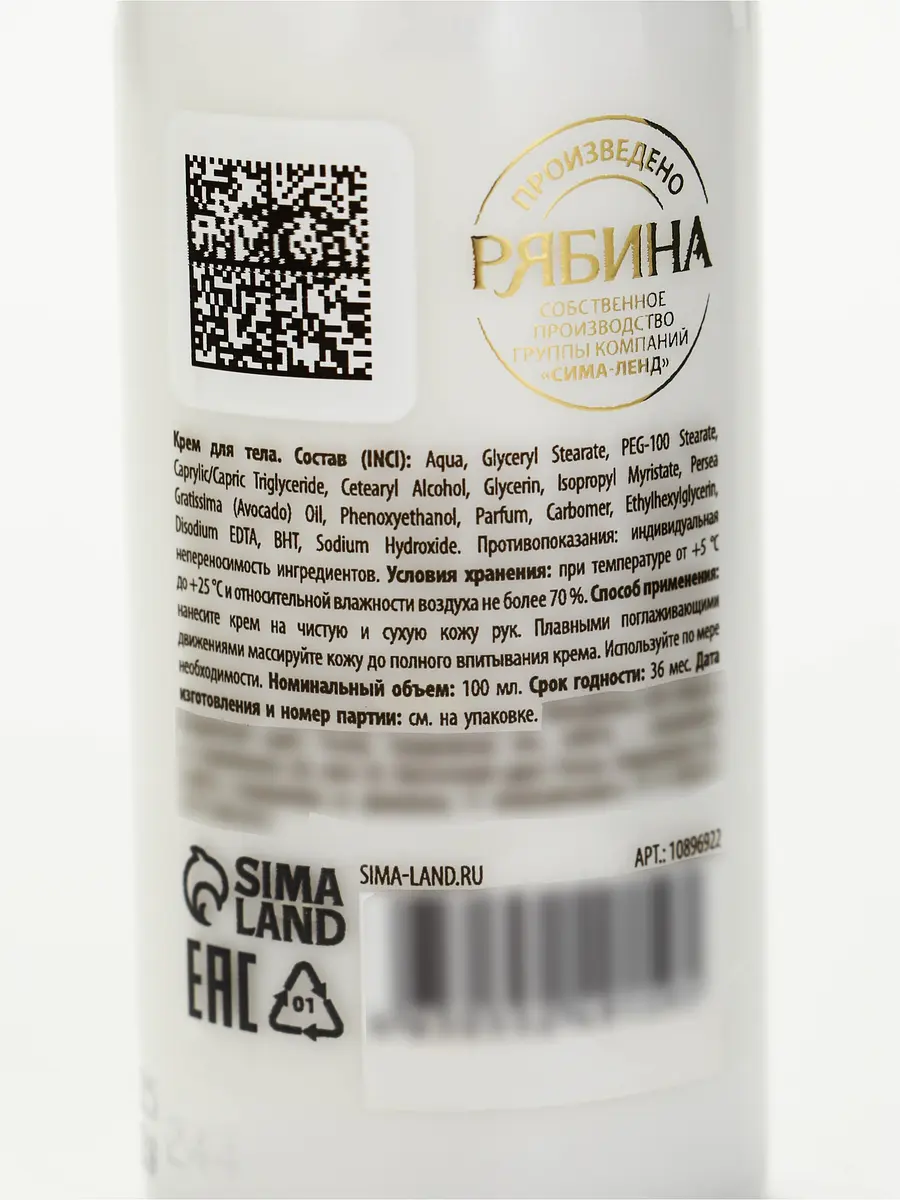 ПРОИЗВЕДЕНО
РЯБИНА
СОБСТВЕННОЕ
ПРОИЗВОДСТВО
ГРУППЫ КОМПАНИЙ
«СИМА-ЛЕНД»
Крем для тела. Состав (INCI): Aqua, Glyceryl Stearate, PEG-100 Stearate,
Caprylic/Capric Triglyceride, Cetearyl Alcohol, Glycerin, Isopropyl Myristate, Persea
Gratissima (Avocado) Oil, Phenoxyethanol, Parfum, Carbomer, Ethylhexylglycerin,
Disodium EDTA, BHT, Sodium Hydroxide. Противопоказания: индивидуальная
непереносимость ингредиентов. Условия хранения: при температуре от +5 °С
до +25 °С и относительной влажности воздуха не более 70 %. Способ применения:
нанесите крем на чистую и сухую кожу рук. Плавными поглаживающими
движениями массируйте кожу до полного впитывания крема. Используйте по мере
необходимости. Номинальный объем: 100 мл. Срок годности: 36 мес. Дата
изготовления и номер партии: см. на упаковке.
SIMA
LAND
SIMA-LAND.RU
АРТ.: 10896922
EAC
01